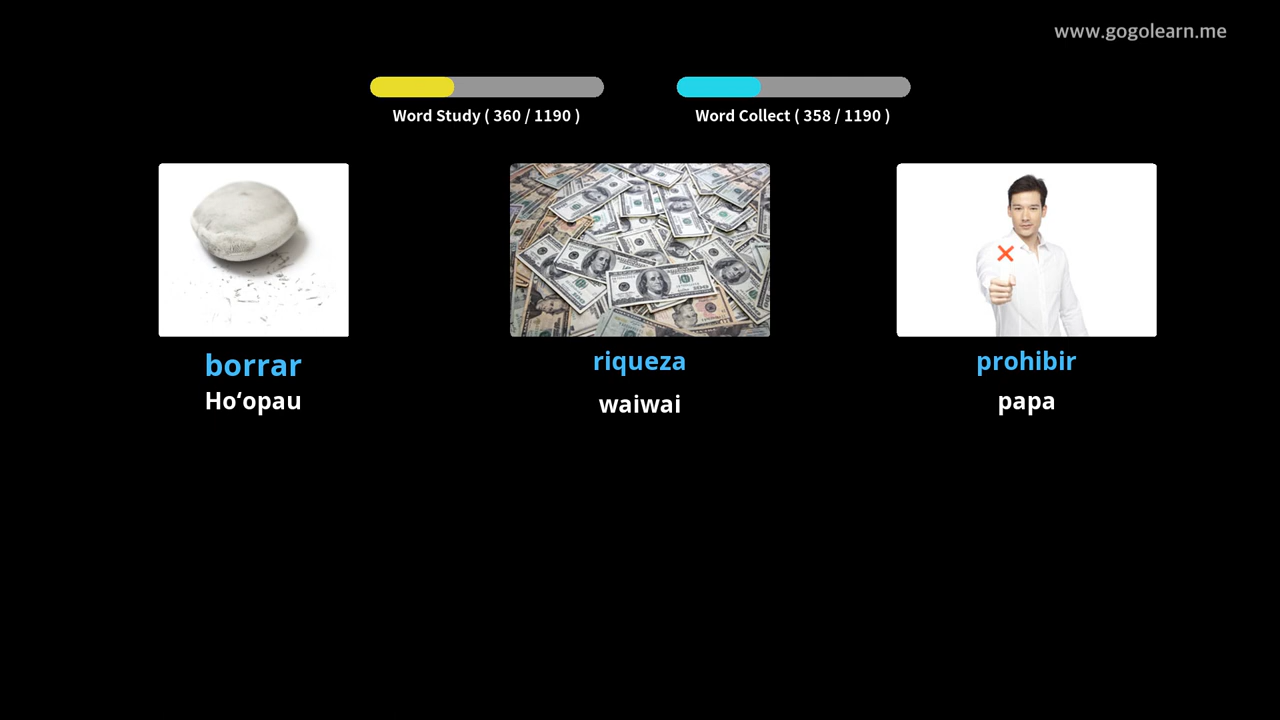 www.gogolearn.me
Word Study ( 360 / 1190 )
Word Collect ( 358 / 1190 )
borrar
Hoʻopau
riqueza
waiwai
prohibir
papa